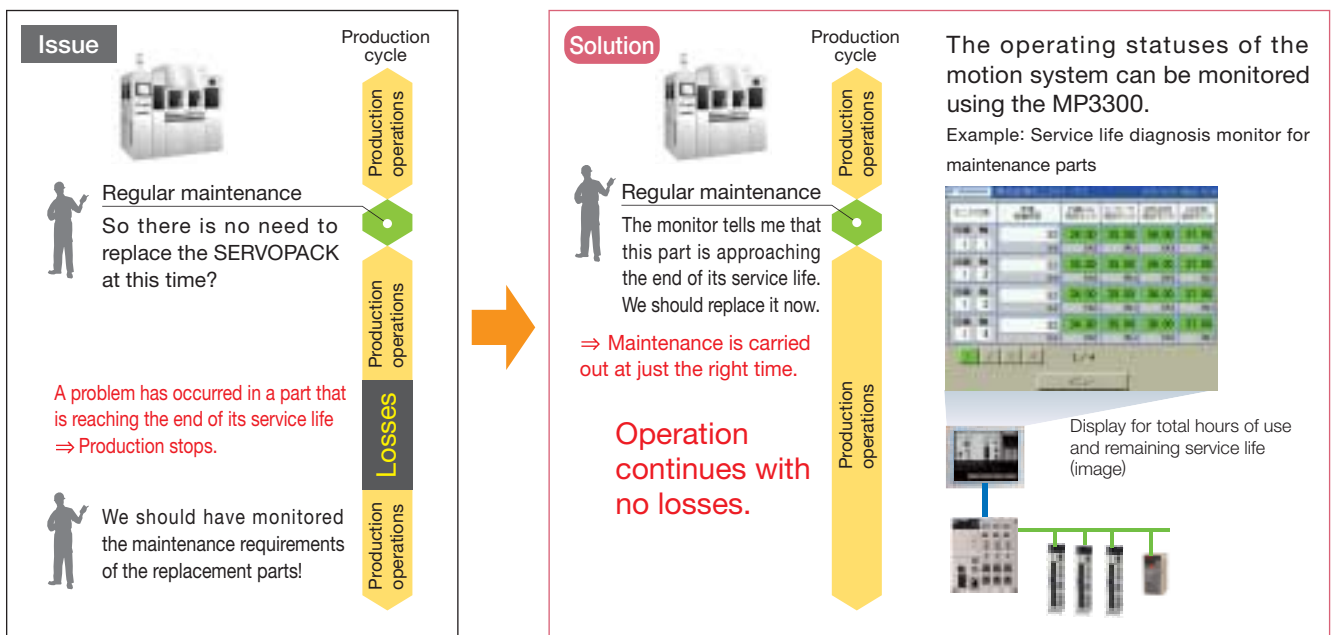 Issue
Production
cycle
Production
operations
Regular maintenance
So there is no need to
replace the SERVOPACK
at this time?
Production
operations
A problem has occurred in a part that
is reaching the end of its service life
⇒ Production stops.
Losses
We should have monitored
the maintenance requirements
of the replacement parts!
Production
operations
Solution
Production
cycle
Production
operations
Regular maintenance
The monitor tells me that
this part is approaching
the end of its service life.
We should replace it now.
⇒ Maintenance is carried
out at just the right time.
Operation
continues with
no losses.
Production
operations
The operating statuses of the
motion system can be monitored
using the MP3300.
Example: Service life diagnosis monitor for
maintenance parts
1/4
Display for total hours of use
and remaining service life
(image)